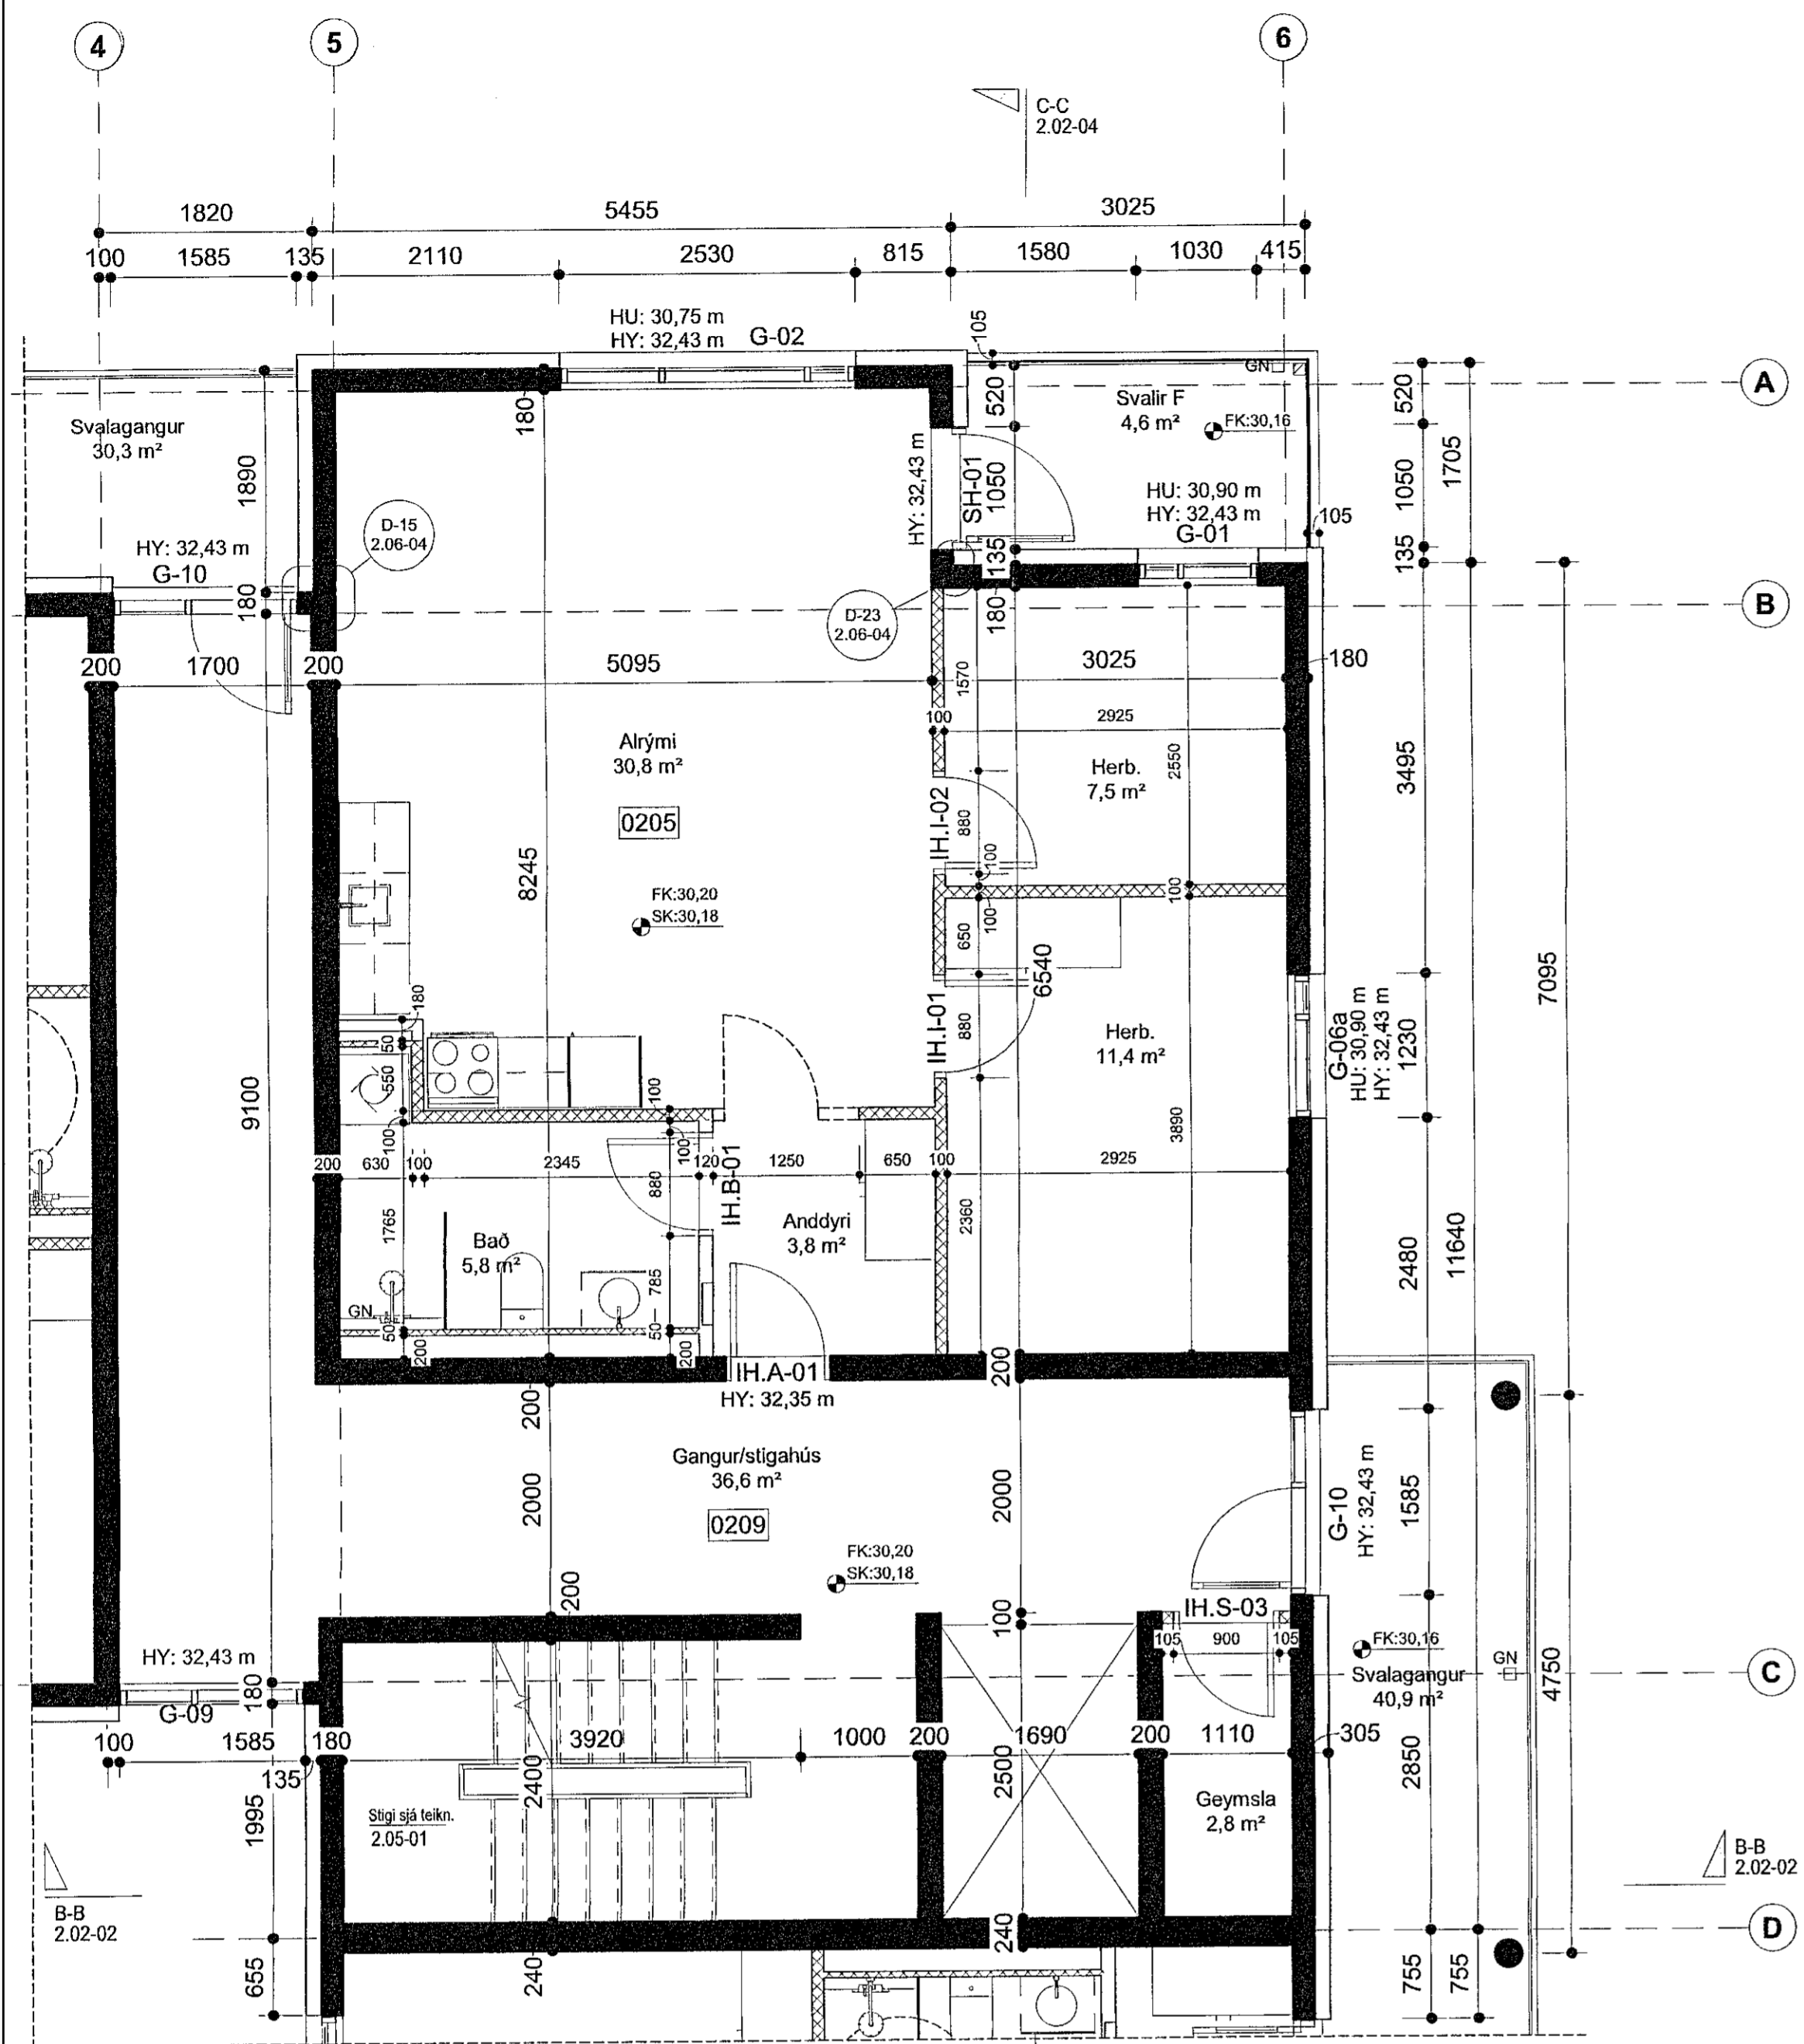 4
5
6
C-C
2.02-04
1820
5455
3025
100
1585
135
2110
2530
815
1580
1030
415
HU: 30,75 m
HY: 32,43 m
G-02
105
GN
A
Svalagangur
30,3 m²
1890
180
520
Svalir F
4,6 m²
FK:30,16
520
1705
HY: 32,43 m
SH-01
1050
HU: 30,90 m
HY: 32,43 m
G-01
105
1050
D-15
2.06-04
HY: 32,43 m
G-10
180
135
135
D-23
2.06-04
180
B
200
1700
200
5095
1570
3025
180
100
2925
Alrými
30,8 m²
Herb.
7,5 m²
2550
3495
0205
IH.I-02
880
100
8245
FK:30,20
SK:30,18
100
100
650
6540
7095
180
50
550
IH.I-01
880
Herb.
11,4 m²
G-06a
HU: 30,90 m
HY: 32,43 m
1230
9100
100
100
3890
200
630
100
2345
100
120
1250
650
100
2925
880
IH.B-01
1765
Bað
5,8 m²
Anddyri
3,8 m²
2360
2480
11640
785
GN
50
200
50
200
IH.A-01
HY: 32,35 m
200
200
Gangur/stigahús
36,6 m²
2000
2000
0209
G-10
HY: 32,43 m
1585
FK:30,20
SK:30,18
200
100
IH.S-03
105
900
105
FK:30,16
GN
Svalagangur
40,9 m²
C
4750
HY: 32,43 m
180
G-09
100
1585
180
3920
1000
200
1690
200
1110
305
135
2400
2500
2850
1995
Stigi sjá teikn.
2.05-01
Geymsla
2,8 m²
B-B
2.02-02
B-B
2.02-02
D
655
240
240
755
755